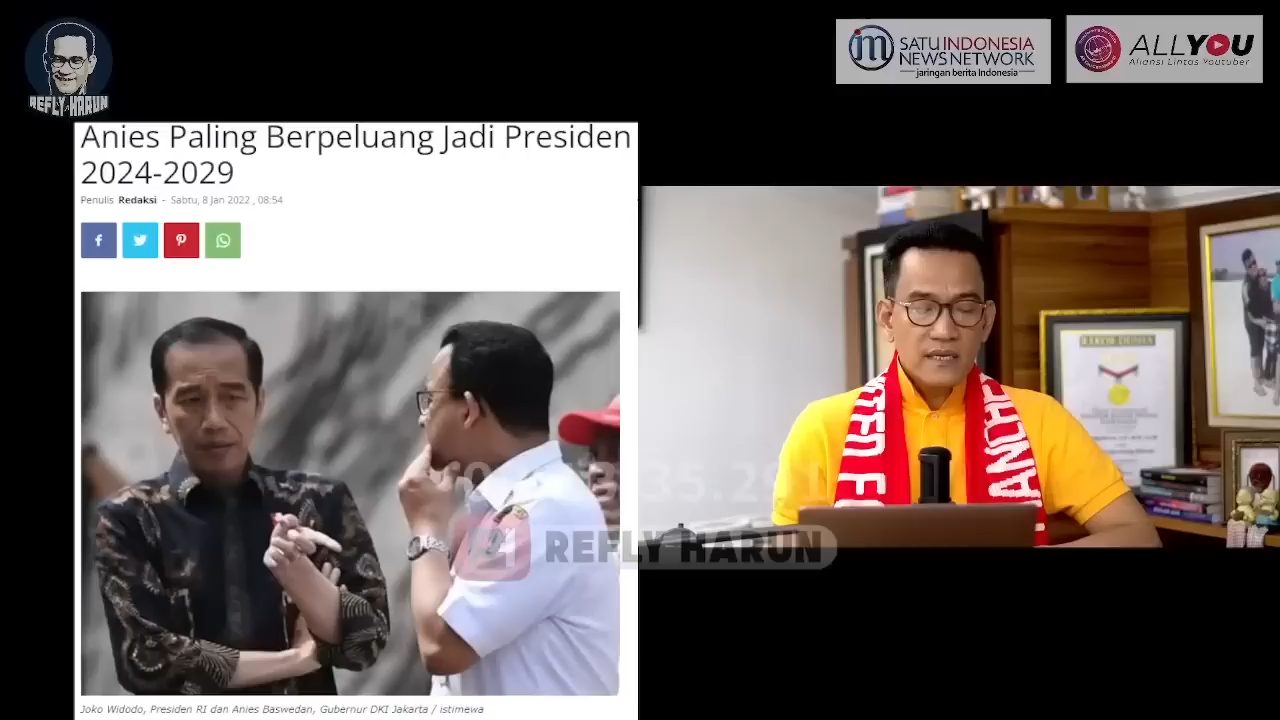 REFLY HARUN
SATU INDONESIA
NEWS NETWORK
jaringan berita Indonesia
ALLYOU
Aliansi Lintas Youtuber
Anies Paling Berpeluang Jadi Presiden
2024-2029
Penulis Redaksi - Sabtu, 8 Jan 2022 , 08:54
REFLY HARUN
Joko Widodo, Presiden RI dan Anies Baswedan, Gubernur DKI Jakarta / istimewa